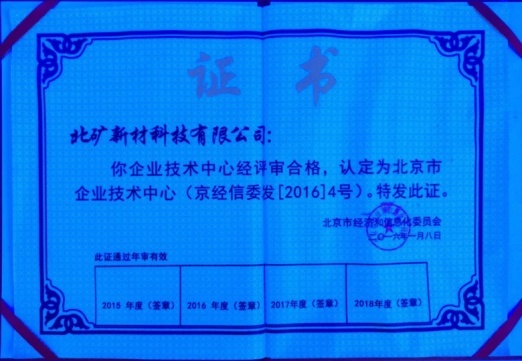 证书
北矿新材科技有限公司：
你企业技术中心经评审合格，认定为北京市
企业技术中心（京经信委发[2016]4号）。特发此证。
北京市经济和信息化委员会
二〇一六年一月八日
此证通过年审有效
2015 年度（签章） 2016 年度（签章） 2017年度（签章） 2018年度（签章）